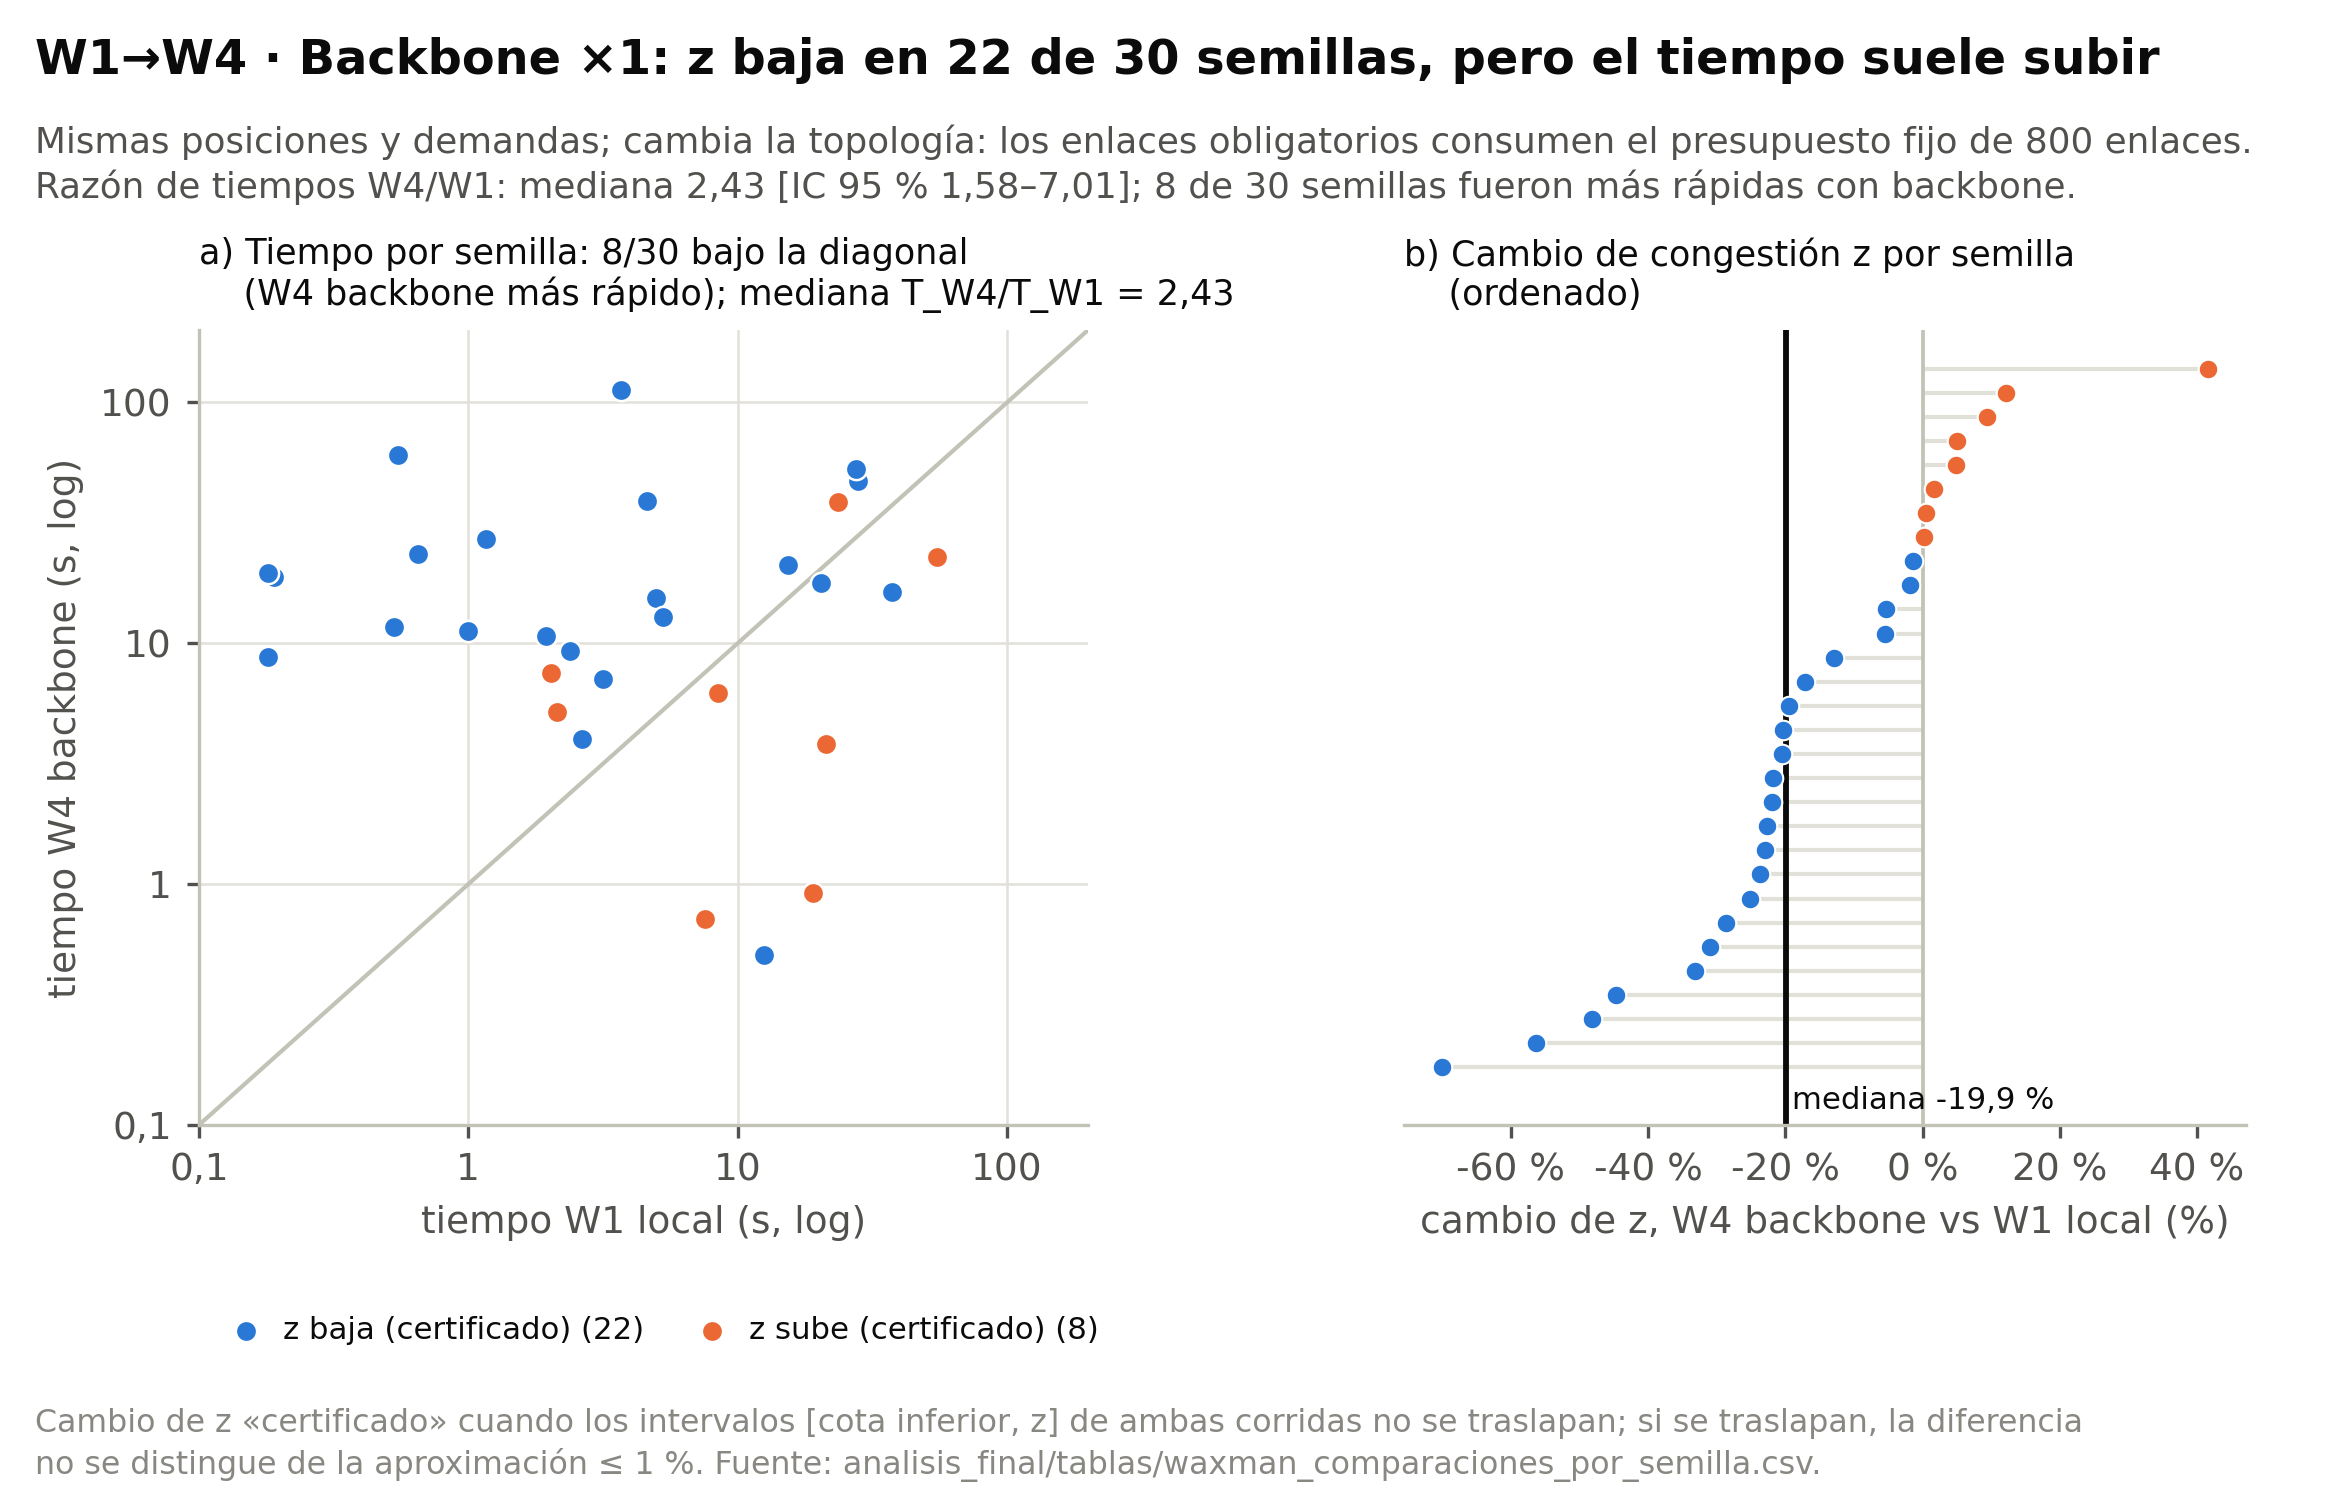 W1→W4 · Backbone ×1: z baja en 22 de 30 semillas, pero el tiempo suele subir
Mismas posiciones y demandas; cambia la topología: los enlaces obligatorios consumen el presupuesto fijo de 800 enlaces.
Razón de tiempos W4/W1: mediana 2,43 [IC 95 % 1,58–7,01]; 8 de 30 semillas fueron más rápidas con backbone.
a) Tiempo por semilla: 8/30 bajo la diagonal
(W4 backbone más rápido); mediana T_W4/T_W1 = 2,43
tiempo W4 backbone (s, log)
100
10
1
0,1
0,1 1 10 100
tiempo W1 local (s, log)
b) Cambio de congestión z por semilla
(ordenado)
mediana -19,9 %
-60 % -40 % -20 % 0 % 20 % 40 %
cambio de z, W4 backbone vs W1 local (%)
z baja (certificado) (22) z sube (certificado) (8)
Cambio de z «certificado» cuando los intervalos [cota inferior, z] de ambas corridas no se traslapan; si se traslapan, la diferencia
no se distingue de la aproximación ≤ 1 %. Fuente: analisis_final/tablas/waxman_comparaciones_por_semilla.csv.